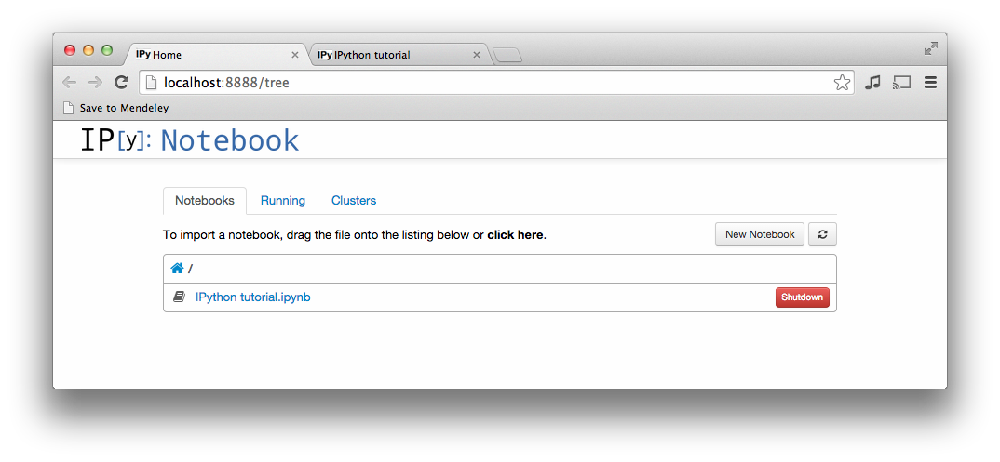 IPy Home
IPy IPython tutorial
localhost:8888/tree
Save to Mendeley
IP[y]: Notebook
Notebooks Running Clusters
To import a notebook, drag the file onto the listing below or click here. New Notebook
/
IPython tutorial.ipynb Shutdown